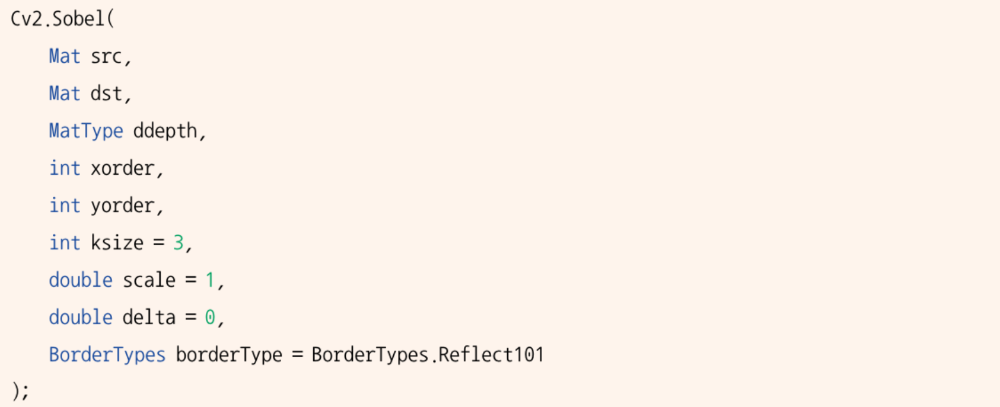 Cv2.Sobel(
    Mat src,
    Mat dst,
    MatType ddepth,
    int xorder,
    int yorder,
    int ksize = 3,
    double scale = 1,
    double delta = 0,
    BorderTypes borderType = BorderTypes.Reflect101
);